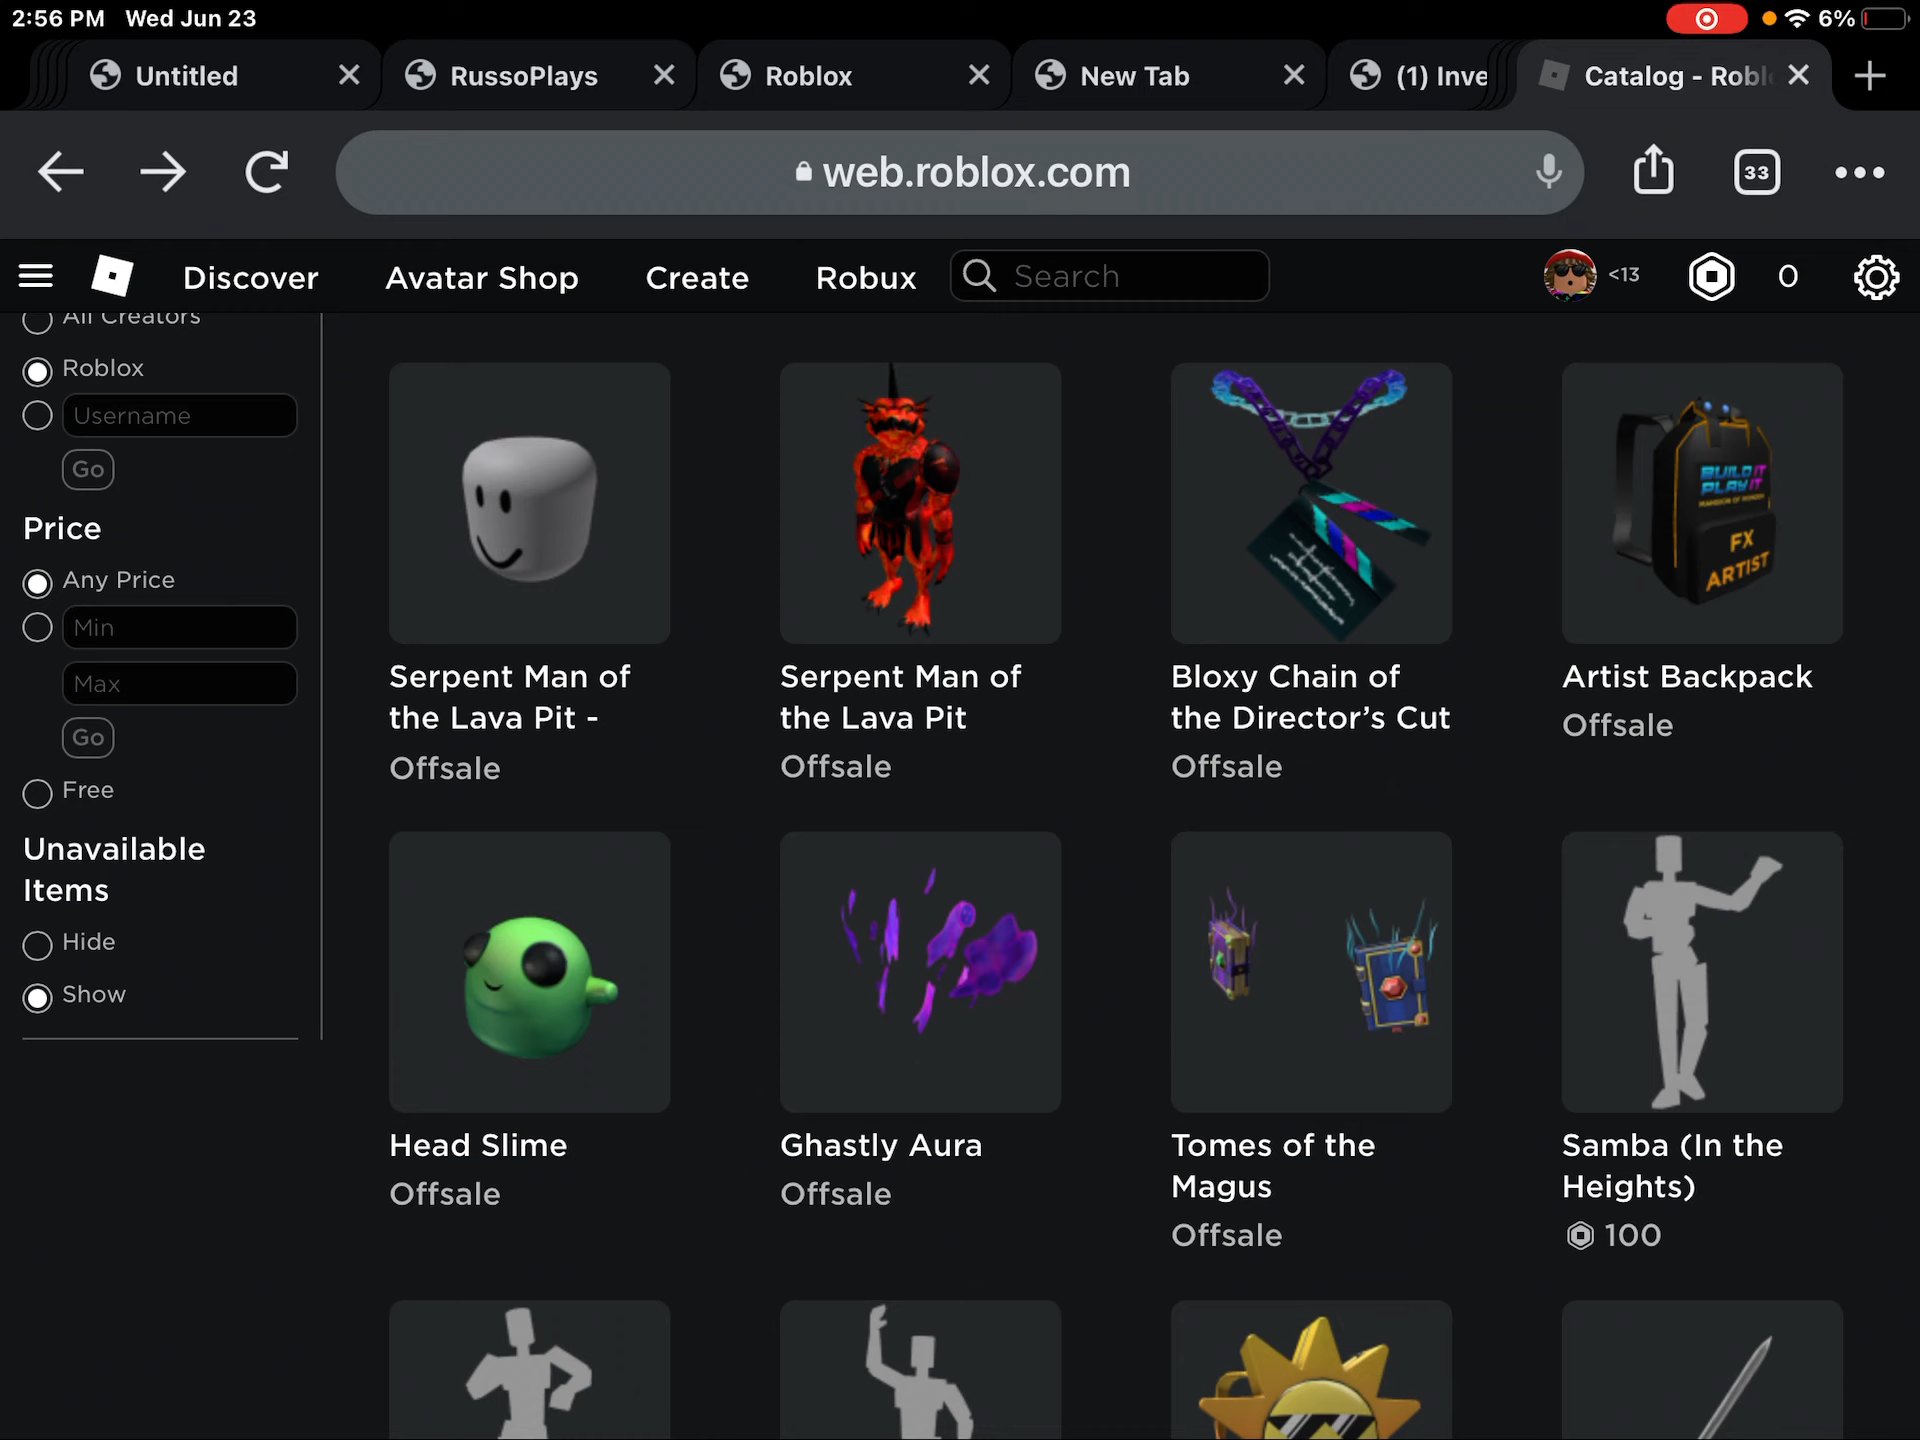 2:56 PM Wed Jun 23
6%
Untitled
RussoPlays
Roblox
New Tab
(1) Inve
Catalog - Robl
web.roblox.com
33
Discover
Avatar Shop
Create
Robux
Search
<13
0
All Creators
Roblox
Username
Go
Price
Any Price
Min
Max
Go
Free
Unavailable
Items
Hide
Show
Serpent Man of
the Lava Pit -
Offsale
Serpent Man of
the Lava Pit
Offsale
Bloxy Chain of
the Director's Cut
Offsale
BUILD IT
PLAY IT
MANSION OF WONDER
FX
ARTIST
Artist Backpack
Offsale
Head Slime
Offsale
Ghastly Aura
Offsale
Tomes of the
Magus
Offsale
Samba (In the
Heights)
100